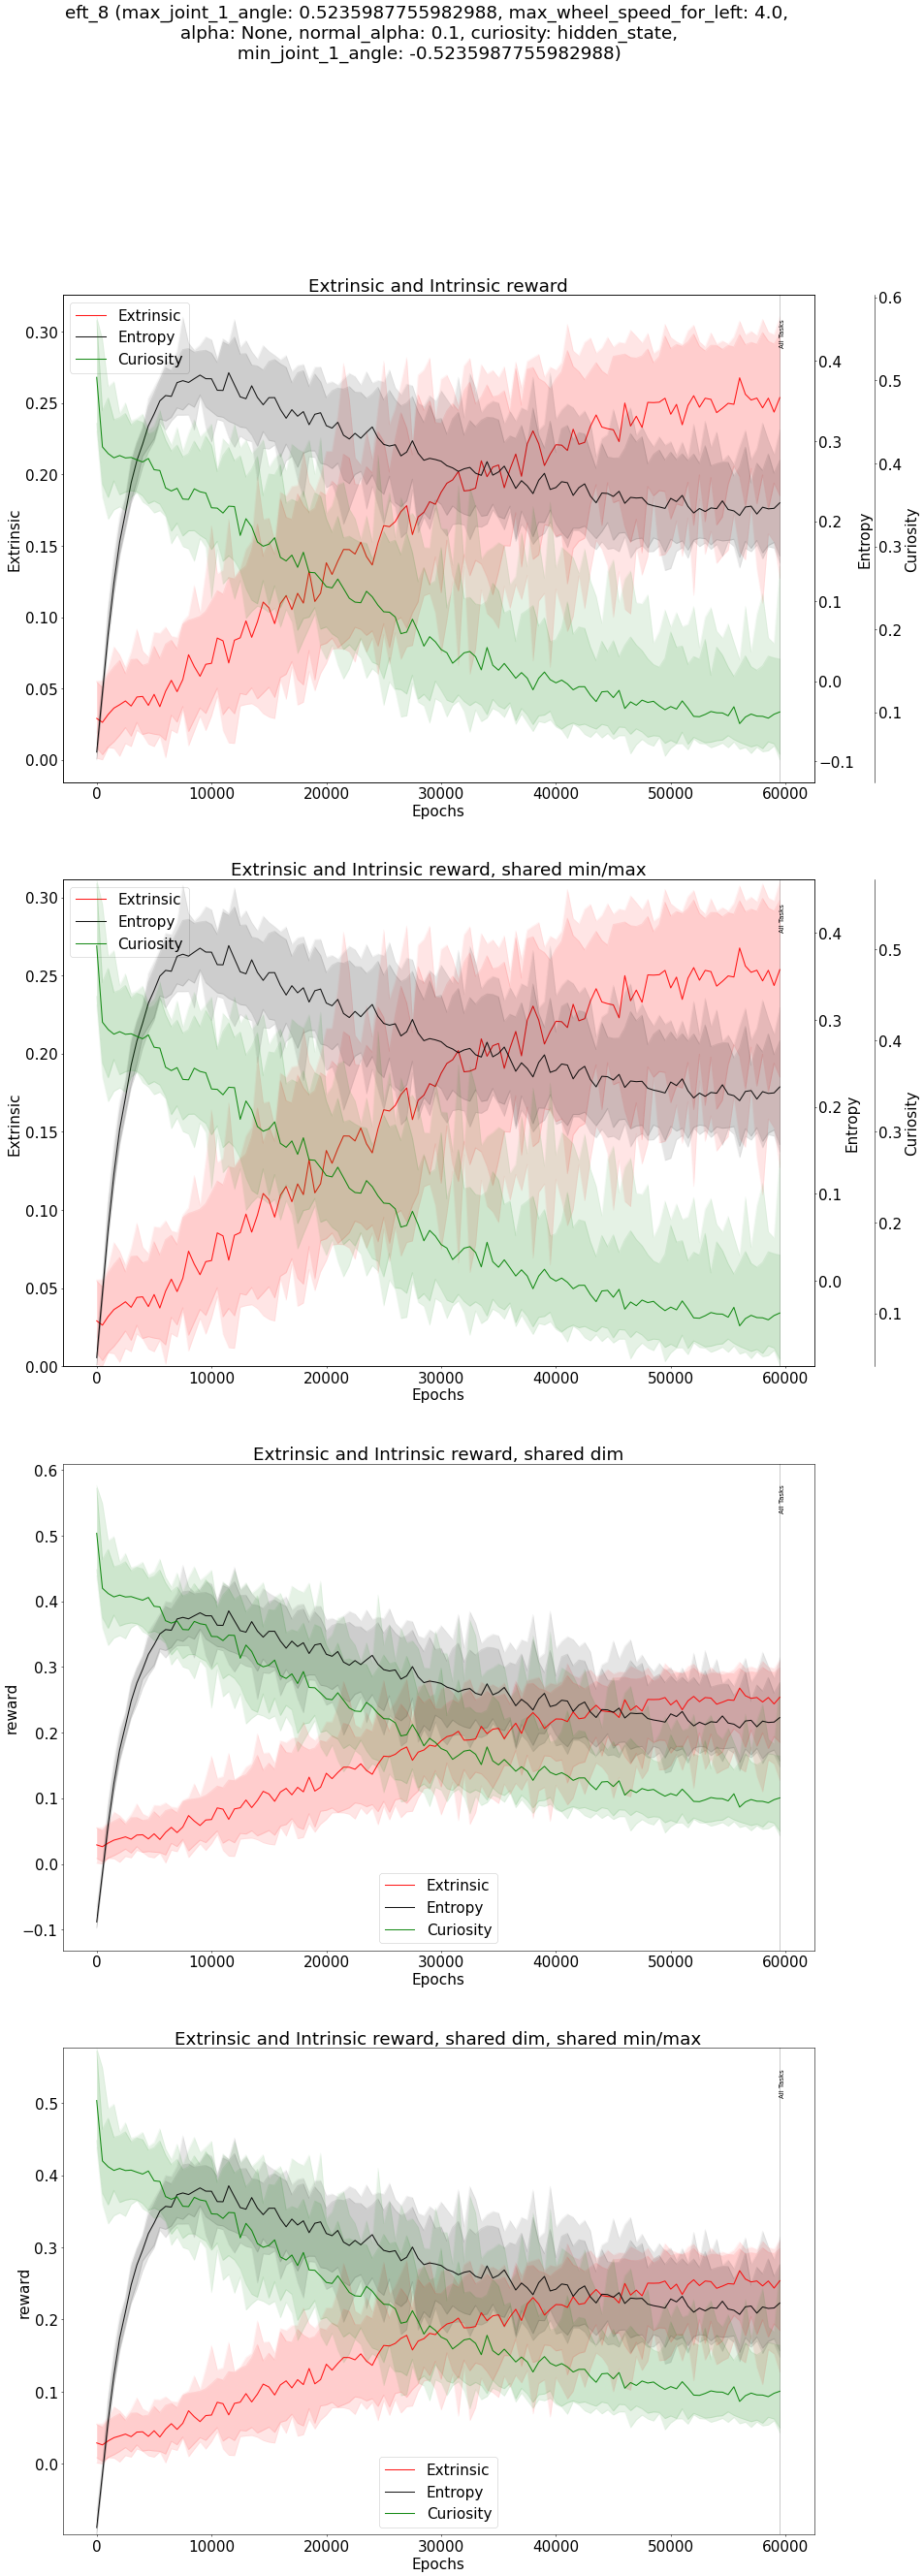 eft_8 (max_joint_1_angle: 0.5235987755982988, max_wheel_speed_for_left: 4.0,
alpha: None, normal_alpha: 0.1, curiosity: hidden_state,
min_joint_1_angle: -0.5235987755982988)
Extrinsic and Intrinsic reward
Extrinsic
Entropy
Curiosity
All Tasks
0.30
0.25
0.20
0.15
0.10
0.05
0.00
Extrinsic
0.4
0.3
0.2
0.1
0.0
−0.1
Entropy
0.6
0.5
0.4
0.3
0.2
0.1
Curiosity
0 10000 20000 30000 40000 50000 60000
Epochs
Extrinsic and Intrinsic reward, shared min/max
Extrinsic
Entropy
Curiosity
All Tasks
0.30
0.25
0.20
0.15
0.10
0.05
0.00
Extrinsic
0.4
0.3
0.2
0.1
0.0
Entropy
0.5
0.4
0.3
0.2
0.1
Curiosity
0 10000 20000 30000 40000 50000 60000
Epochs
Extrinsic and Intrinsic reward, shared dim
All Tasks
0.6
0.5
0.4
0.3
0.2
0.1
0.0
−0.1
reward
Extrinsic
Entropy
Curiosity
0 10000 20000 30000 40000 50000 60000
Epochs
Extrinsic and Intrinsic reward, shared dim, shared min/max
All Tasks
0.5
0.4
0.3
0.2
0.1
0.0
reward
Extrinsic
Entropy
Curiosity
0 10000 20000 30000 40000 50000 60000
Epochs